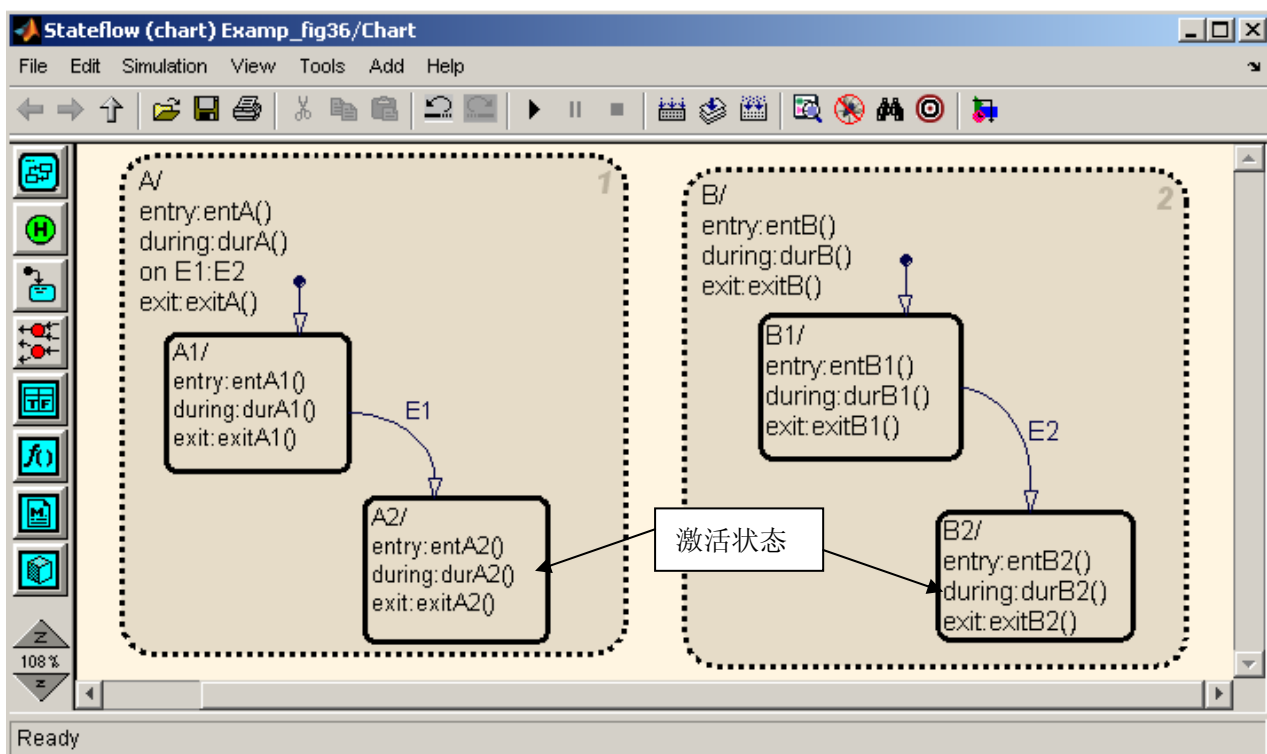 Stateflow (chart) Examp_fig36/Chart
File Edit Simulation View Tools Add Help
A/
1
entry:entA()
during:durA()
on E1:E2
exit:exitA()
A1/
entry:entA1()
during:durA1()
exit:exitA1()
E1
A2/
entry:entA2()
during:durA2()
exit:exitA2()
激活状态
B/
2
entry:entB()
during:durB()
exit:exitB()
B1/
entry:entB1()
during:durB1()
exit:exitB1()
E2
B2/
entry:entB2()
during:durB2()
exit:exitB2()
H
TF
f()
M
Z
108%
Z
Ready